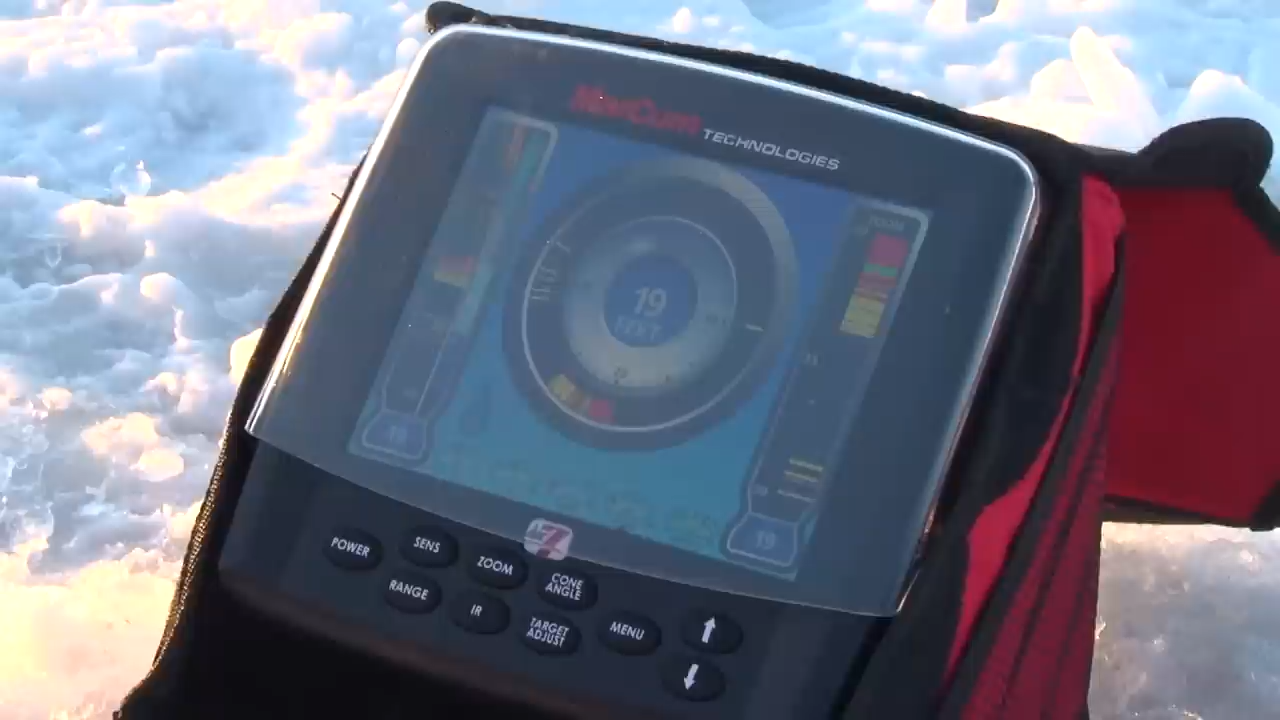 MarCum TECHNOLOGIES
ZOOM
19
FEET
19
19
POWER
SENS
ZOOM
CONE
ANGLE
RANGE
IR
TARGET
ADJUST
MENU